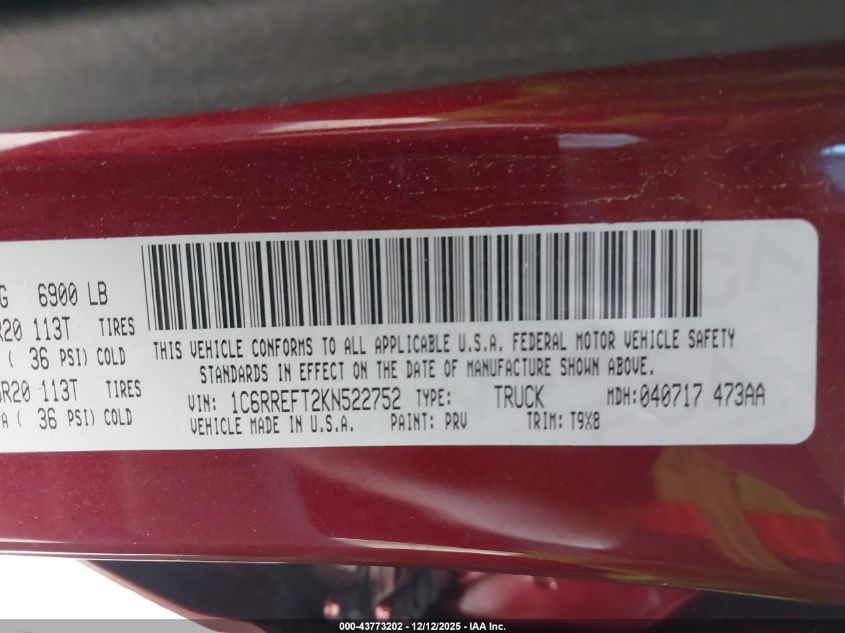 G 6900 LB
R20 113T TIRES
( 36 PSI) COLD
R20 113T TIRES
A ( 36 PSI) COLD
THIS VEHICLE CONFORMS TO ALL APPLICABLE U.S.A. FEDERAL MOTOR VEHICLE SAFETY
STANDARDS IN EFFECT ON THE DATE OF MANUFACTURE SHOWN ABOVE.
VIN: 1C6RREFT2KN522752 TYPE: TRUCK MDH: 040717 473AA
VEHICLE MADE IN U.S.A. PAINT: PRV TRIM: T9X8
000-43773202 - 12/12/2025 - IAA Inc.